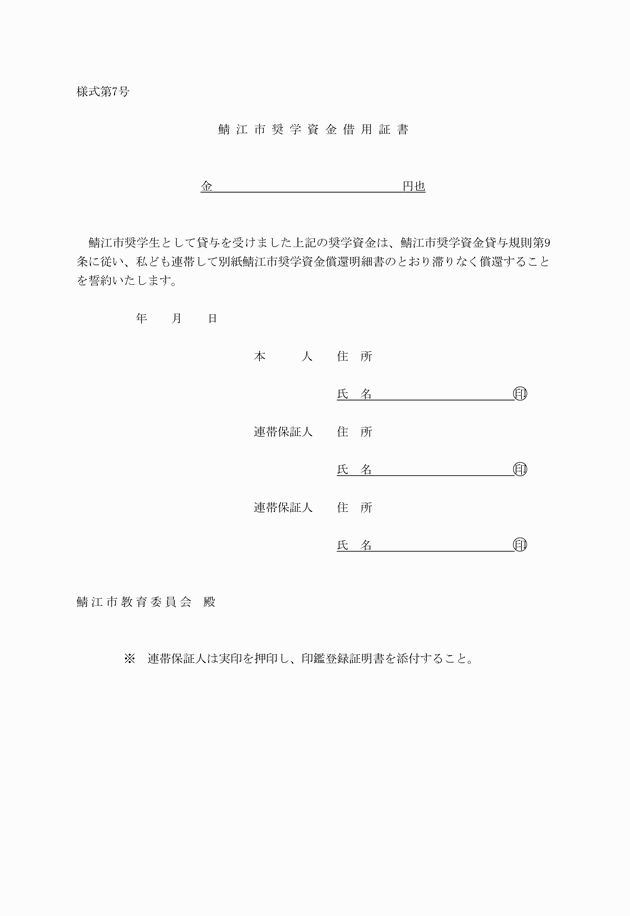 様式第7号
鯖江市奨学資金借用証書
金　　　　　　　　　　　　　　　　円也
　鯖江市奨学生として貸与を受けました上記の奨学資金は、鯖江市奨学資金貸与規則第9
条に従い、私ども連帯して別紙鯖江市奨学資金償還明細書のとおり滞りなく償還すること
を誓約いたします。
年　　月　　日
本　　　人　　住　所
氏　名　　　　　　　　　　　　㊞
連帯保証人　　住　所
氏　名　　　　　　　　　　　　㊞
連帯保証人　　住　所
氏　名　　　　　　　　　　　　㊞
鯖江市教育委員会　殿
※　連帯保証人は実印を押印し、印鑑登録証明書を添付すること。